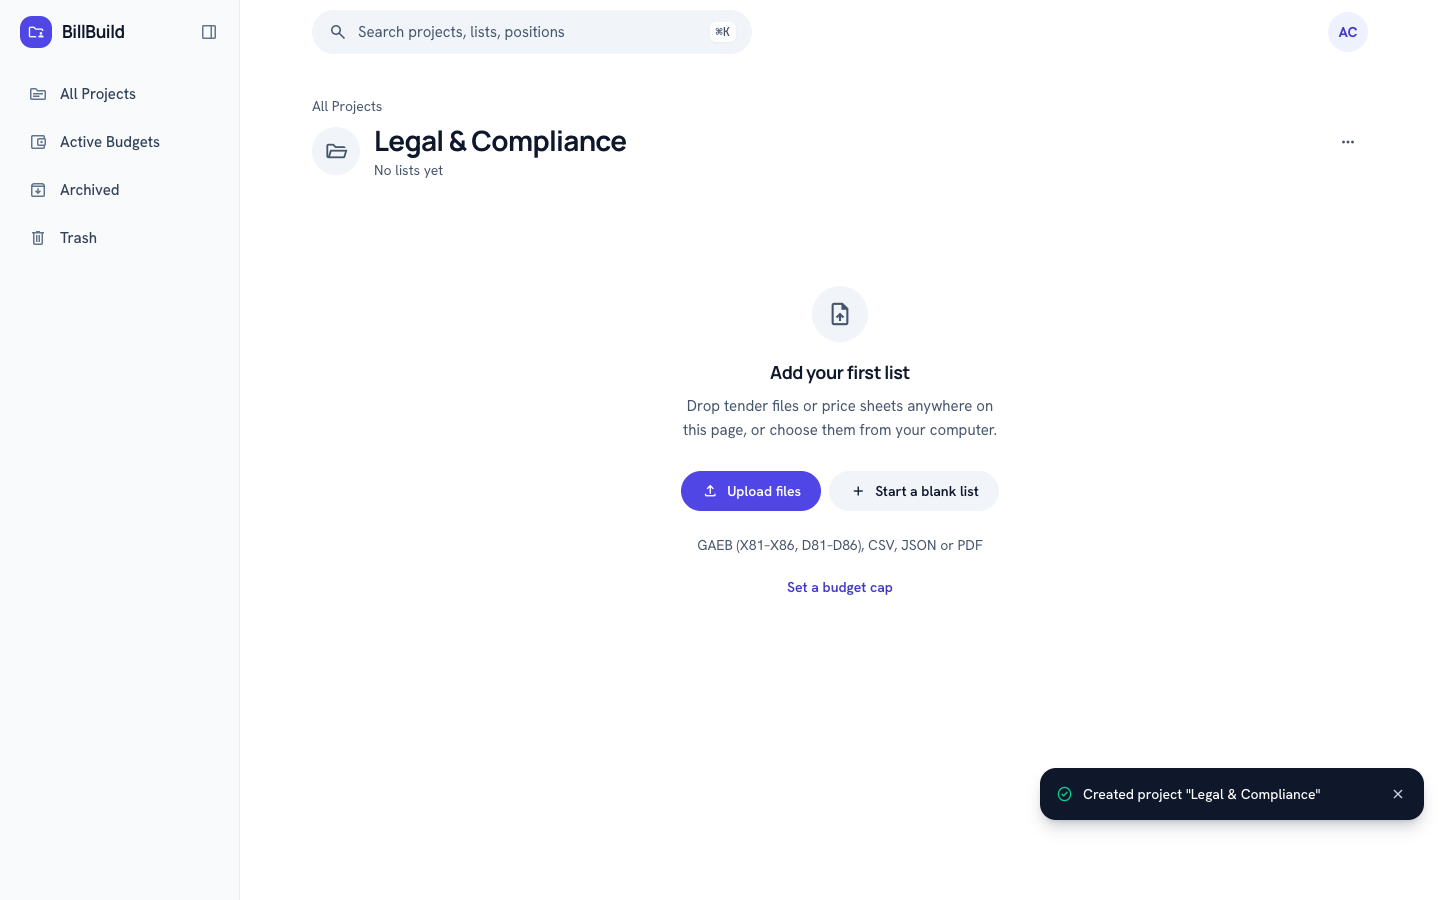 BillBuild
Search projects, lists, positions
⌘K
AC
All Projects
Active Budgets
Archived
Trash
All Projects
Legal & Compliance
No lists yet
Add your first list
Drop tender files or price sheets anywhere on
this page, or choose them from your computer.
Upload files
Start a blank list
GAEB (X81–X86, D81–D86), CSV, JSON or PDF
Set a budget cap
Created project "Legal & Compliance"